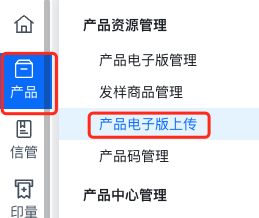 产品资源管理
产品电子版管理
产品
发样商品管理
产品电子版上传
信管
产品码管理
产品中心管理
印量